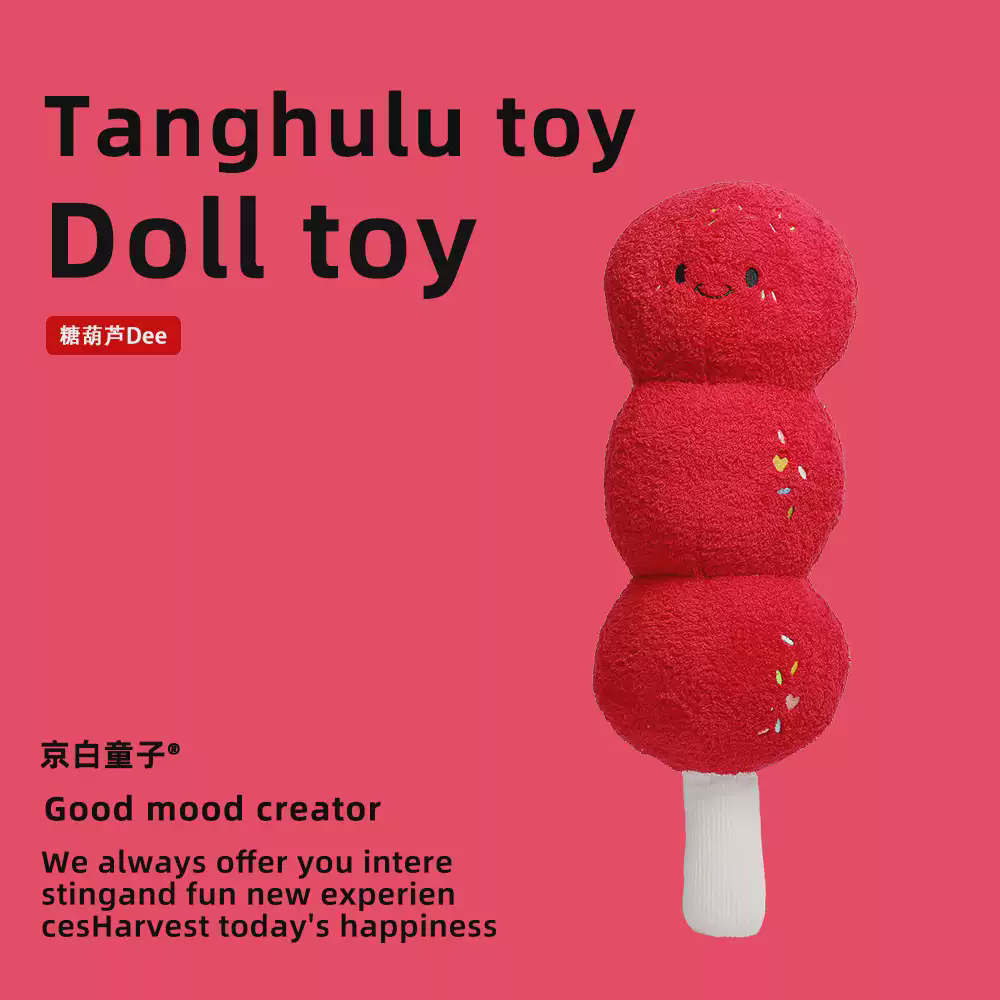 Tanghulu toy
Doll toy
糖葫芦Dee
京白童子®
Good mood creator
We always offer you intere
stingand fun new experien
cesHarvest today's happiness